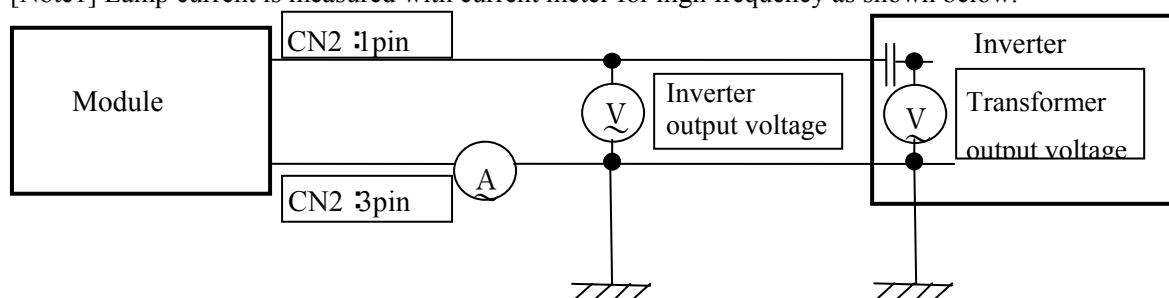 [Note1] Lamp current is measured with current meter for high frequency as shown below.
CN2 :1pin
Inverter
Module
Inverter
output voltage
V
V
Transformer
output voltage
A
CN2 :3pin